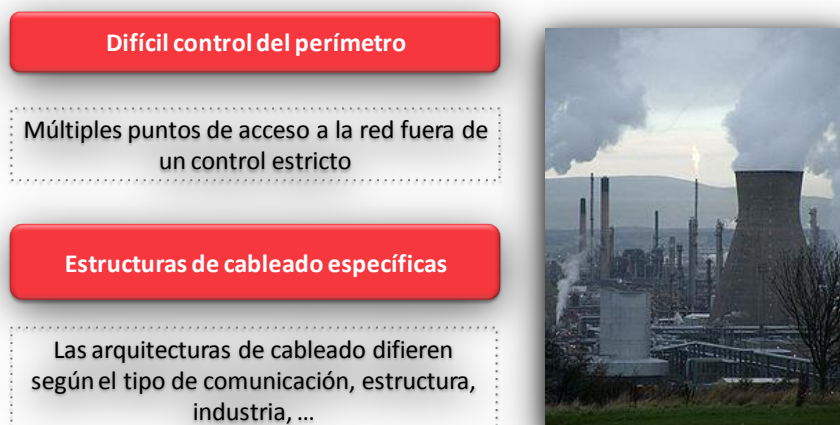 Difícil control del perímetro
Múltiples puntos de acceso a la red fuera de
un control estricto
Estructuras de cableado específicas
Las arquitecturas de cableado difieren
según el tipo de comunicación, estructura,
industria, ...